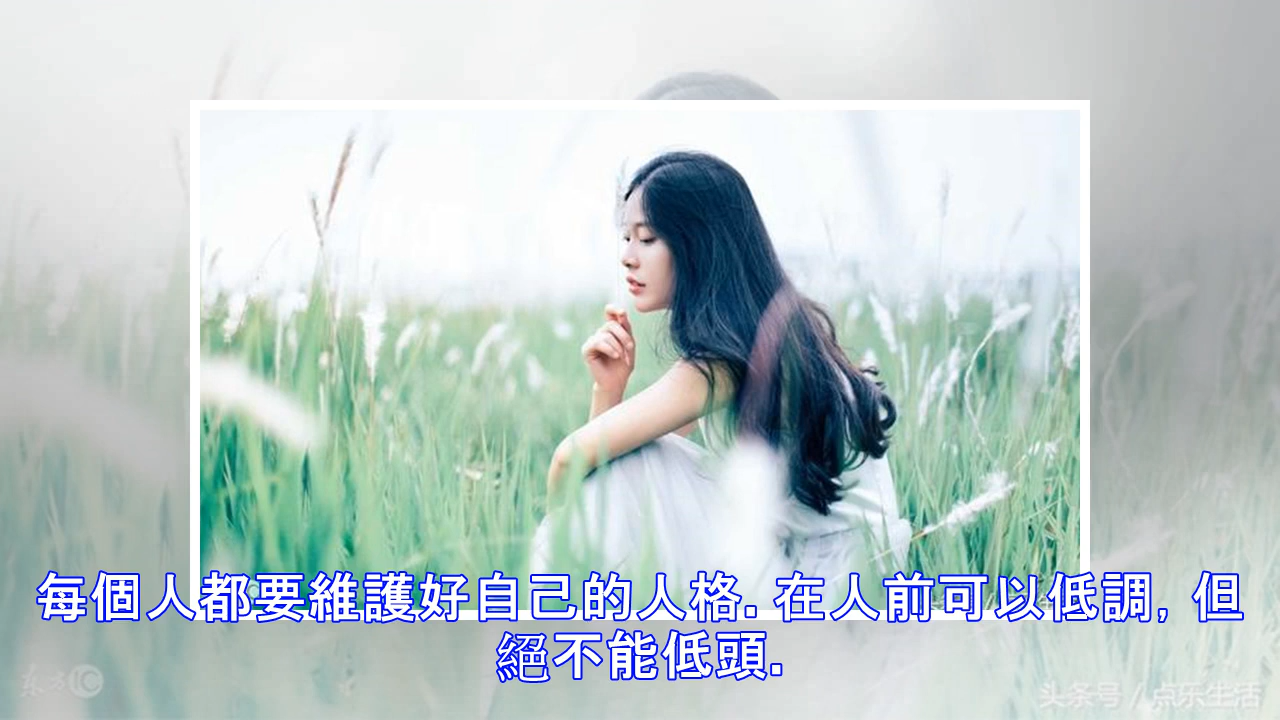 每個人都要維護好自己的人格.在人前可以低調, 但
絕不能低頭.
头条号 / 点乐生活